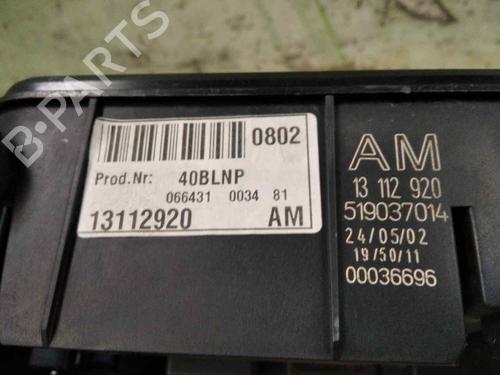 0802
Prod.Nr: 40BLNP
066431 0034 81
13112920 AM
AM
13 112 920
519037014
24/05/02
19/50/11
00036696
B-PARTS